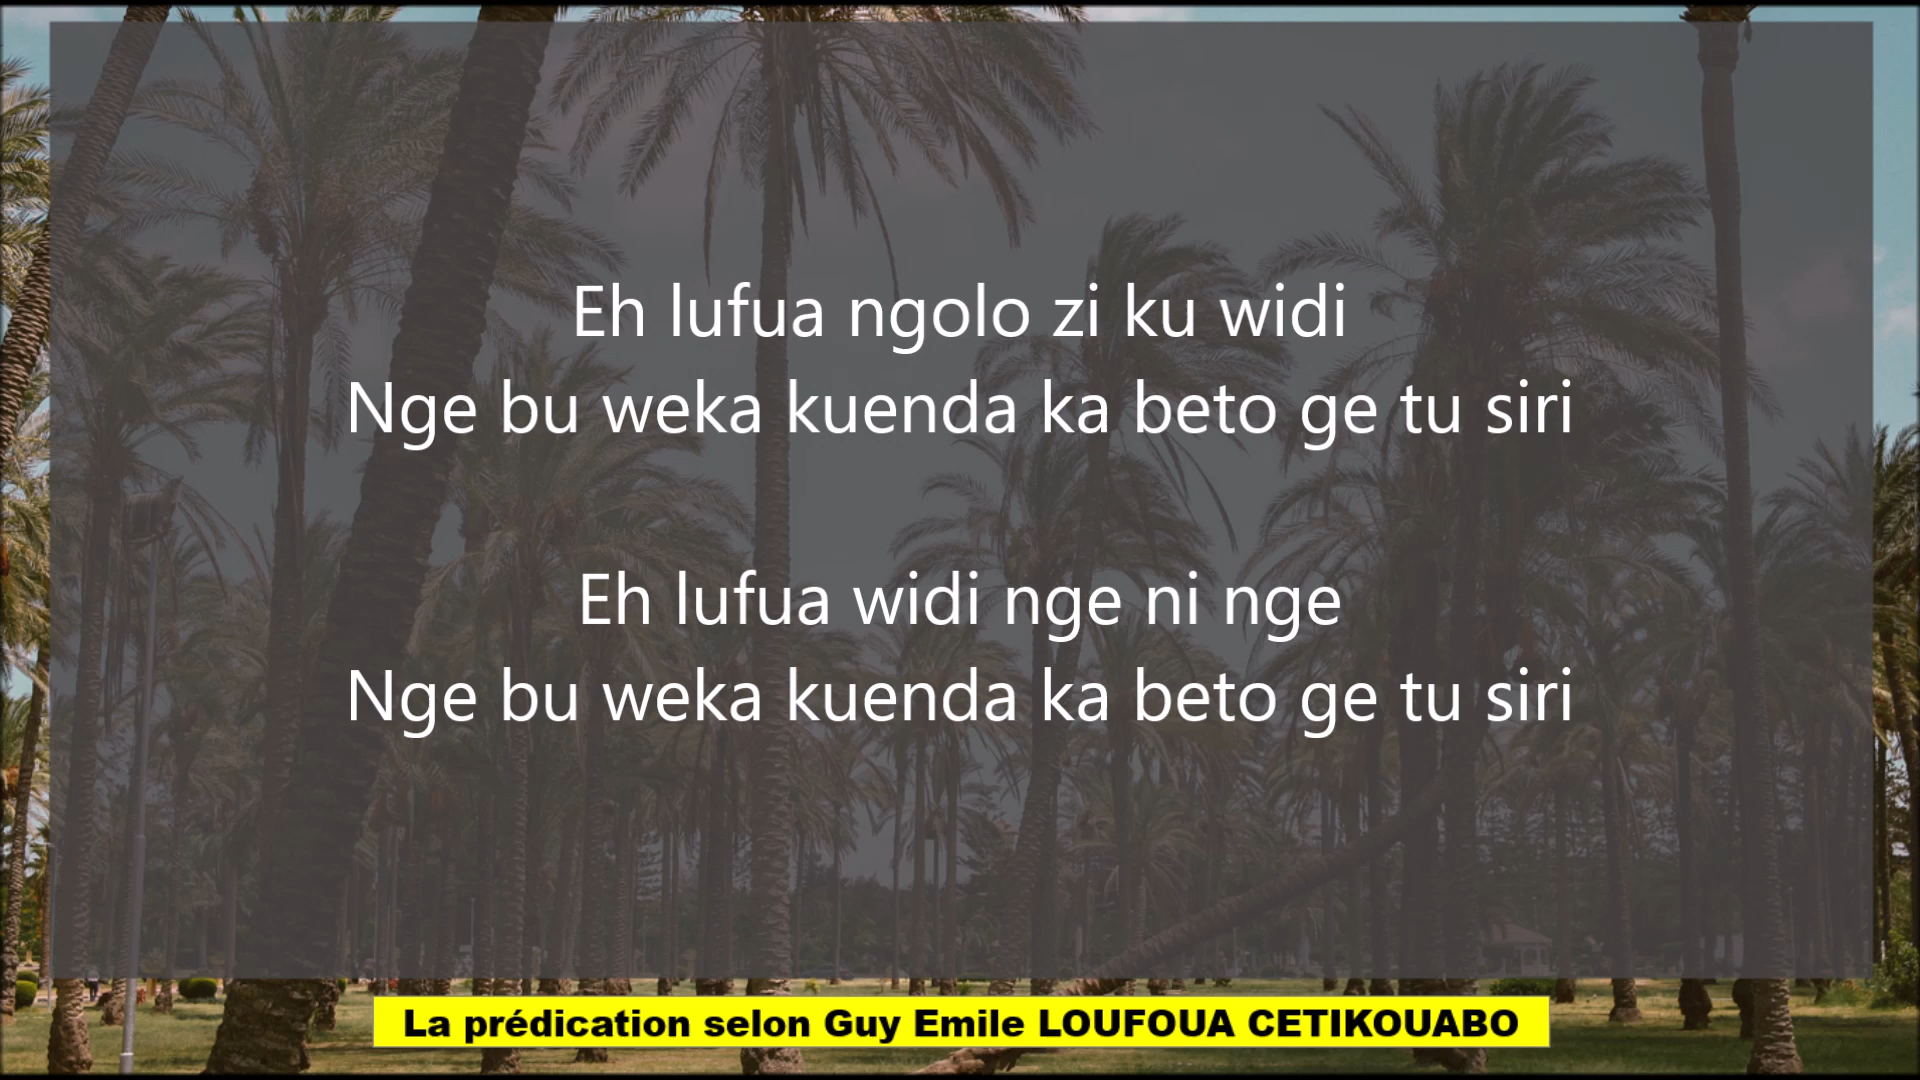 Eh lufua ngolo zi ku widi
Nge bu weka kuenda ka beto ge tu siri
Eh lufua widi nge ni nge
Nge bu weka kuenda ka beto ge tu siri
La prédication selon Guy Emile LOUFOUA CETIKOUABO